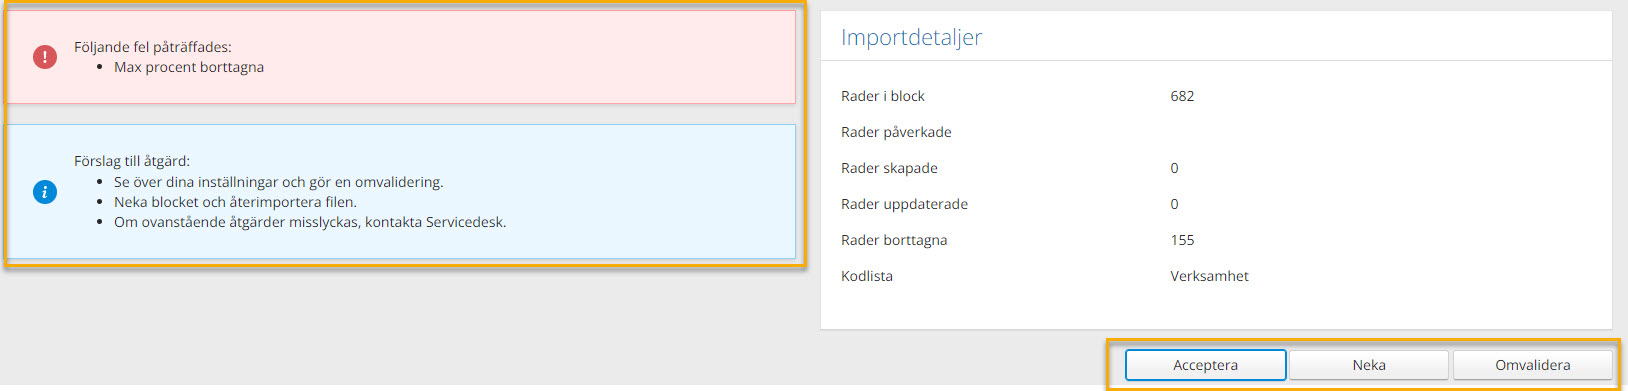 Följande fel påträffades:
• Max procent borttagna
Förslag till åtgärd:
• Se över dina inställningar och gör en omvalidering.
• Neka blocket och återimportera filen.
• Om ovanstående åtgärder misslyckas, kontakta Servicedesk.
Importdetaljer
Rader i block 682
Rader påverkade
Rader skapade 0
Rader uppdaterade 0
Rader borttagna 155
Kodlista Verksamhet
Acceptera Neka Omvalidera